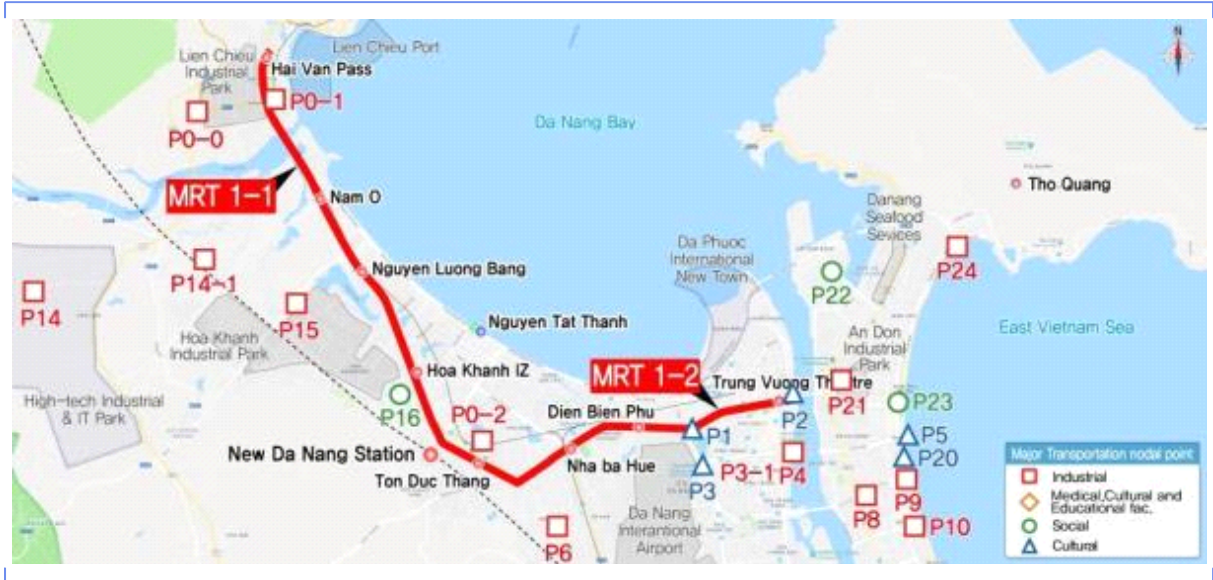 N
Lien Chieu Port
Lien Chieu
Industrial
Park
Hai Van Pass
P0-1
P0-0
Da Nang Bay
MRT 1-1
Nam O
Tho Quang
Danang
Seafood
Sevices
Da Phuoc
International
New Town
P14-1
Nguyen Luong Bang
P22
P24
P14
P15
Hoa Khanh
Industrial Park
Nguyen Tat Thanh
An Don
Industrial
Park
East Vietnam Sea
Hoa Khanh IZ
MRT 1-2
Trung Vuong Th tre
High-tech Industrial
& IT Park
P16
P0-2
Dien Bien Phu
P2
P21
P23
P1
P5
New Da Nang Station
Ton Duc Thang
Nha ba Hue
P3
P3-1
P4
P20
P6
Da Nang
Interantional
Airport
P8
P9
P10
Major Transportation nodal point
Industrial
Medical,Cultural and
Educational fac,
Social
Cultural